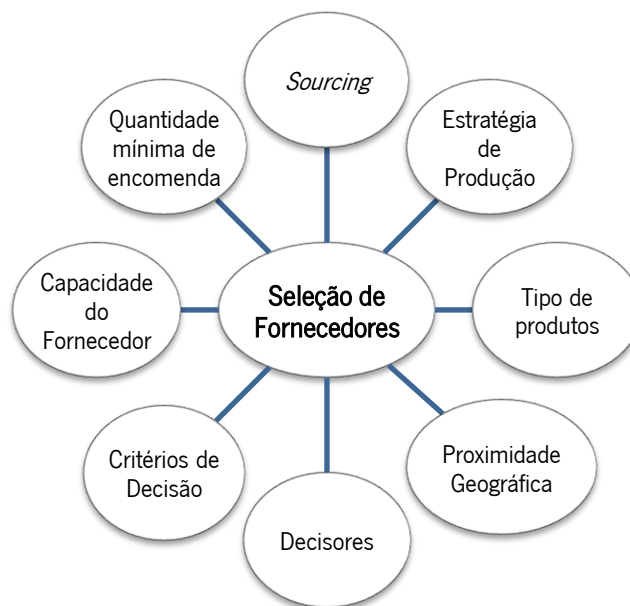 Sourcing
Quantidade
mínima de
encomenda
Estratégia
de
Produção
Capacidade
do
Fornecedor
Seleção de
Fornecedores
Tipo de
produtos
Critérios de
Decisão
Proximidade
Geográfica
Decisores